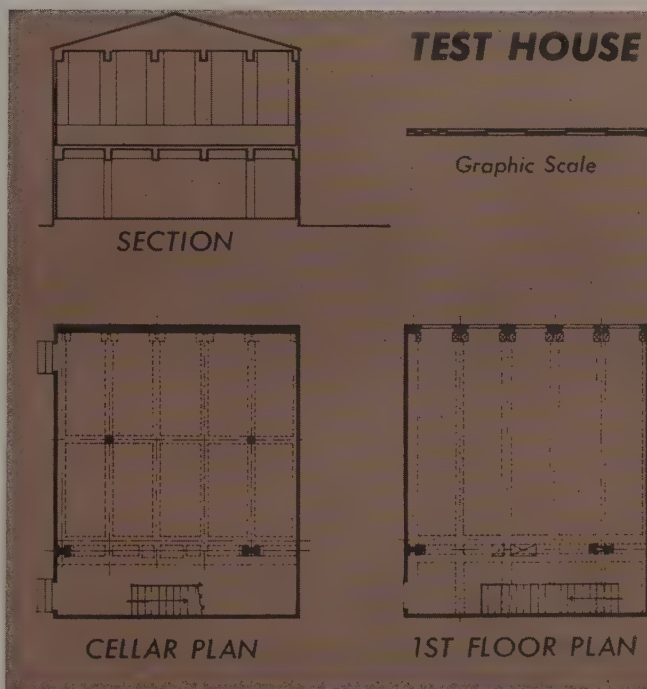 TEST HOUSE
Graphic Scale
SECTION
CELLAR PLAN
1ST FLOOR PLAN